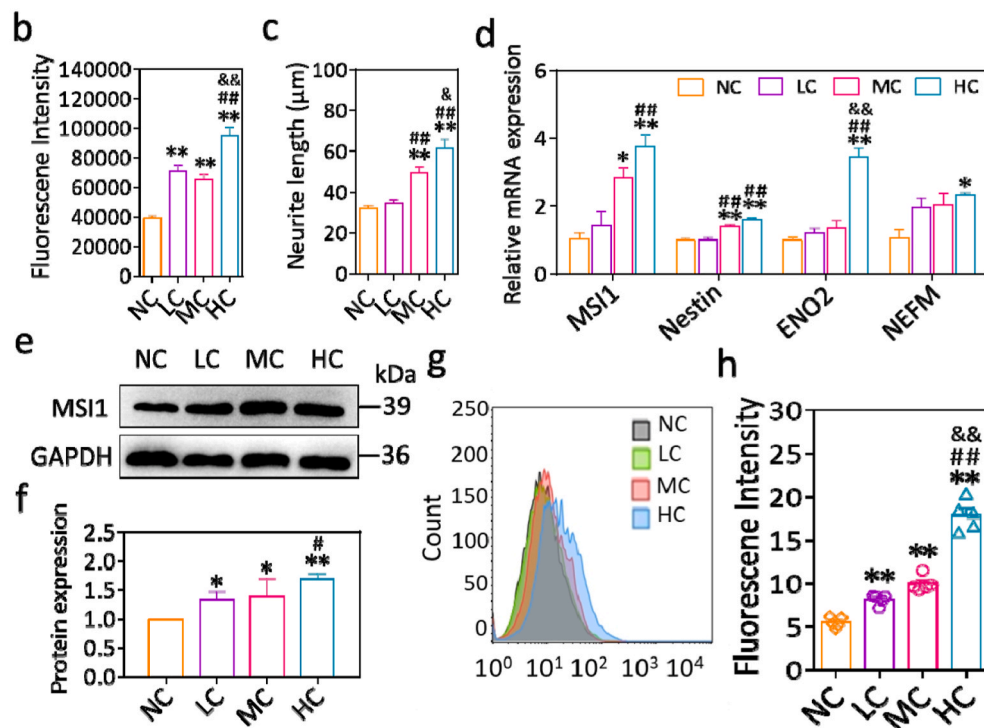 b
Fluorescene Intensity
140000
120000
100000
80000
60000
40000
20000
0
**
**
&&
##
**
NC
LC
MC
HC
c
Neurite length (μm)
100
80
60
40
20
0
##
**
&
##
**
NC
LC
MC
HC
d
Relative mRNA expression
6
4
2
0
NC LC MC HC
*
##
**
##
**
##
**
&&
##
**
*
MSI1
Nestin
ENO2
NEFM
e
NC LC MC HC
kDa
MSI1
39
GAPDH
36
f
Protein expression
2.5
2.0
1.5
1.0
0.5
0.0
*
*
#
**
NC
LC
MC
HC
g
Count
250
200
150
100
50
0
NC
LC
MC
HC
10⁰ 10¹ 10² 10³ 10⁴
h
Fluorescene Intensity
30
25
20
15
10
5
0
**
**
&&
##
**
NC
LC
MC
HC